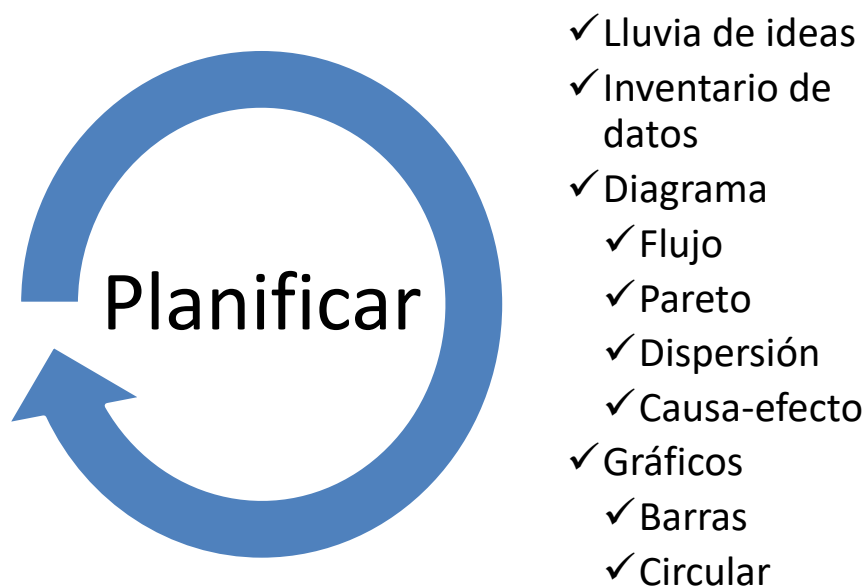 Planificar
✓Lluvia de ideas
✓Inventario de
datos
✓Diagrama
✓Flujo
✓Pareto
✓Dispersión
✓Causa-efecto
✓Gráficos
✓Barras
✓Circular